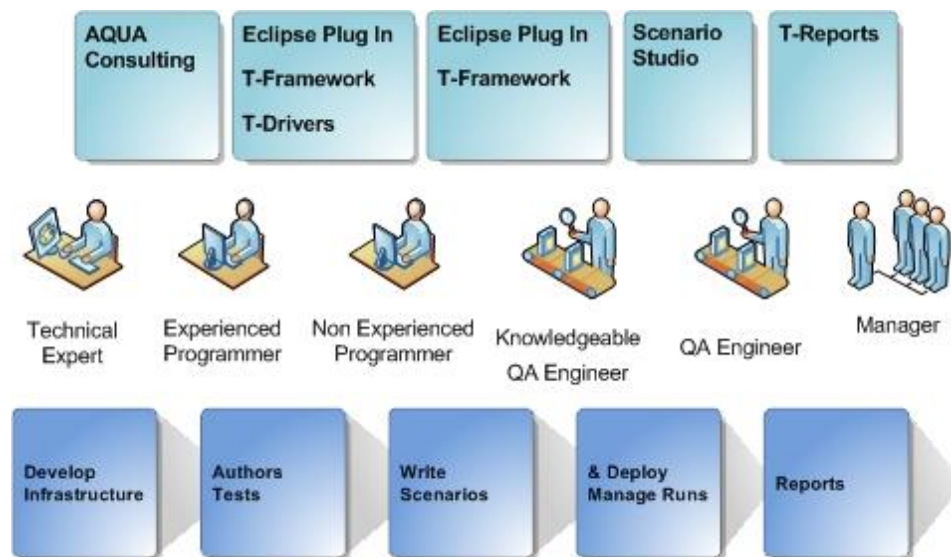 AQUA
Consulting
Eclipse Plug In
T-Framework
T-Drivers
Eclipse Plug In
T-Framework
Scenario
Studio
T-Reports
Technical
Expert
Experienced
Programmer
Non Experienced
Programmer
Knowledgeable
QA Engineer
QA Engineer
Manager
Develop
Infrastructure
Authors
Tests
Write
Scenarios
& Deploy
Manage Runs
Reports